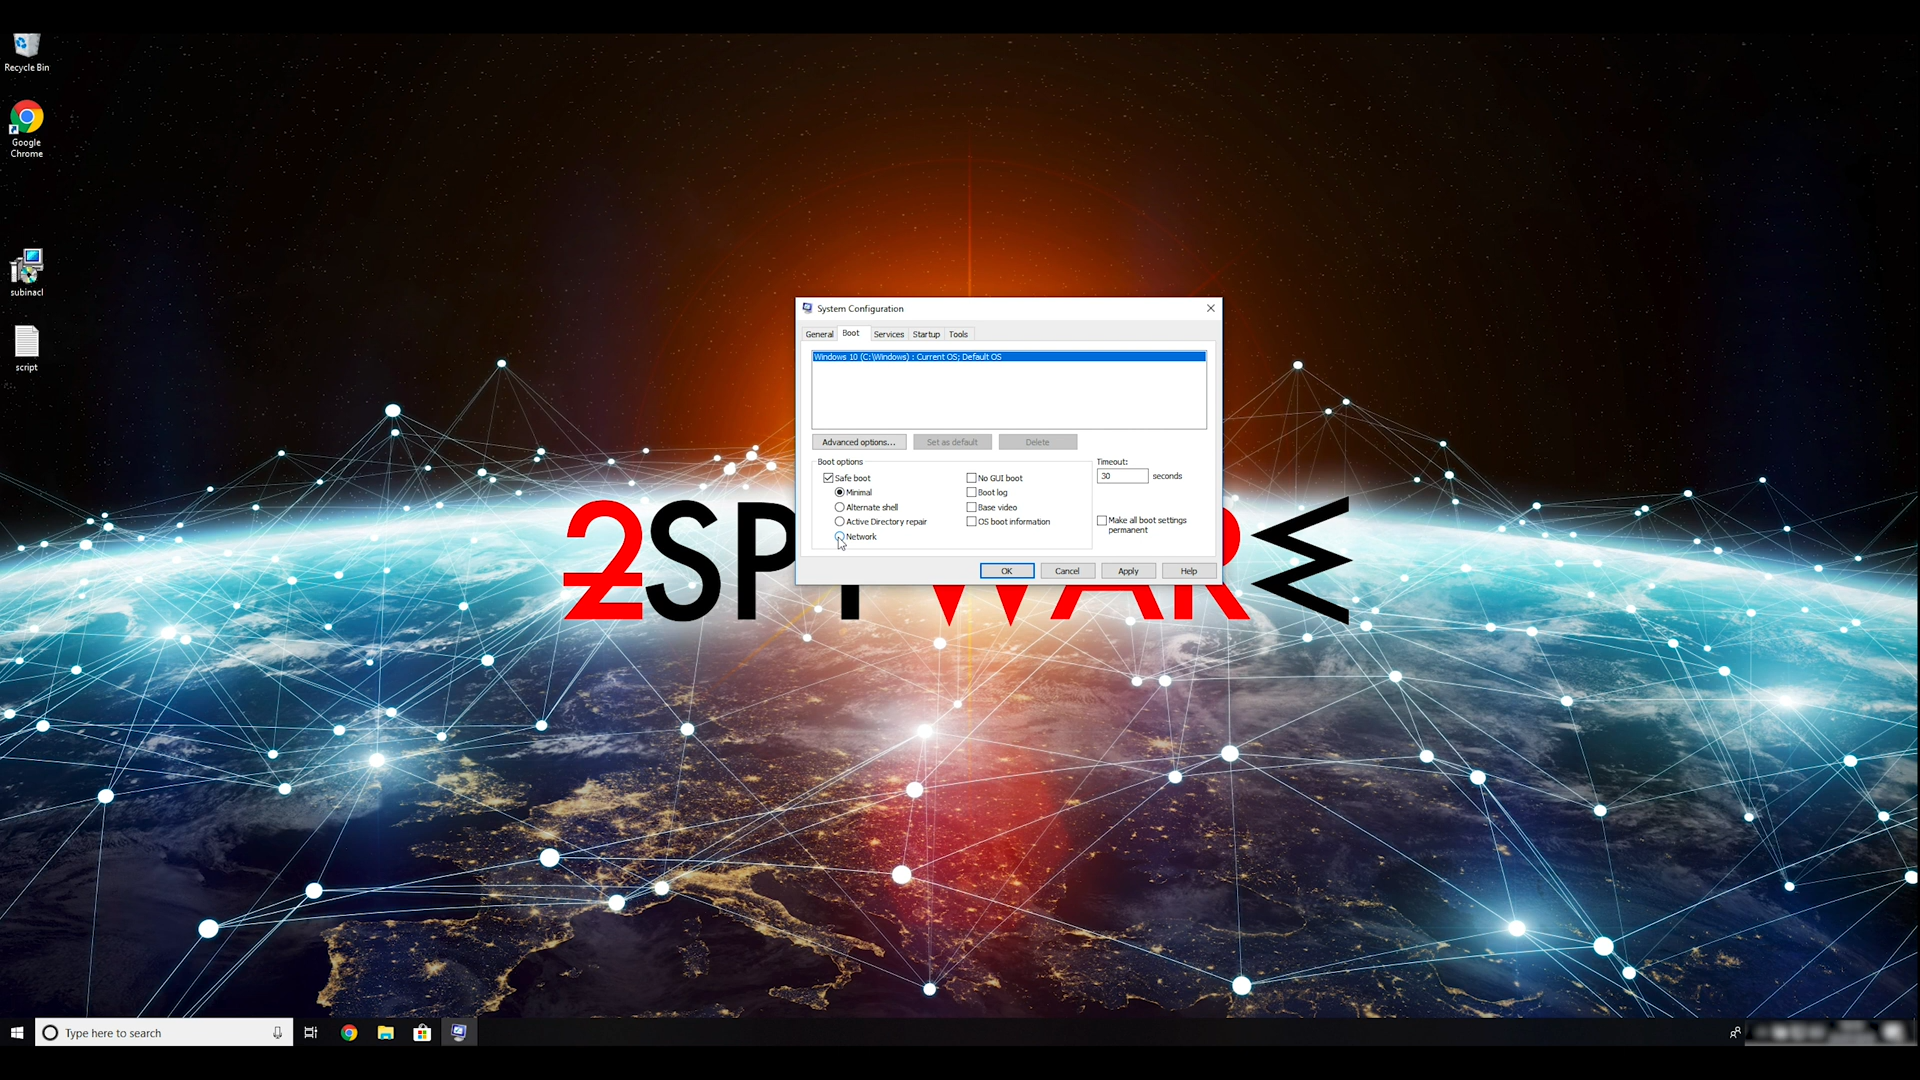 Recycle Bin
Google
Chrome
subinacl
script
System Configuration
General
Boot
Services
Startup
Tools
Windows 10 (C:\Windows) : Current OS; Default OS
Advanced options...
Set as default
Delete
Boot options
Safe boot
Minimal
Alternate shell
Active Directory repair
Network
No GUI boot
Boot log
Base video
OS boot information
Timeout:
30 seconds
Make all boot settings
permanent
OK
Cancel
Apply
Help
2SPYWARE
Type here to search